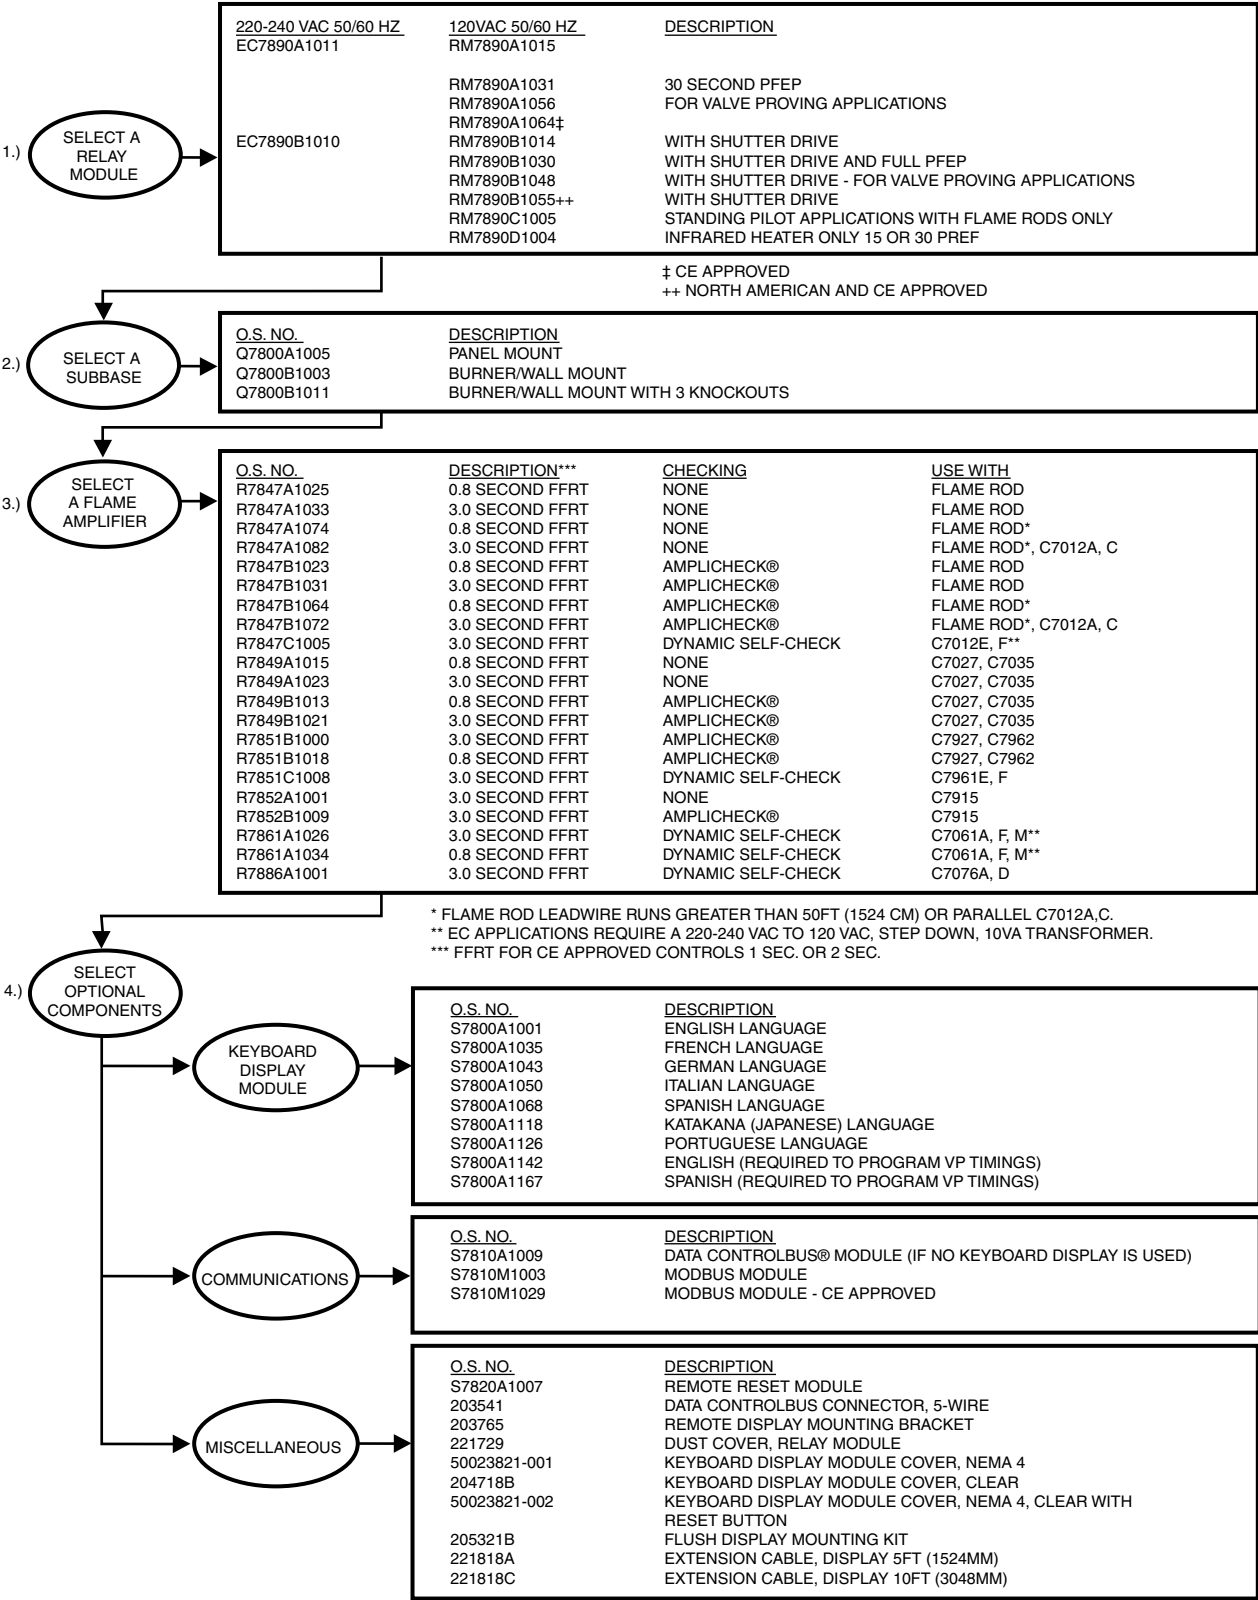 220-240 VAC 50/60 HZ 120VAC 50/60 HZ DESCRIPTION
EC7890A1011 RM7890A1015
RM7890A1031 30 SECOND PFEP
RM7890A1056 FOR VALVE PROVING APPLICATIONS
RM7890A1064‡
EC7890B1010 RM7890B1014 WITH SHUTTER DRIVE
RM7890B1030 WITH SHUTTER DRIVE AND FULL PFEP
RM7890B1048 WITH SHUTTER DRIVE - FOR VALVE PROVING APPLICATIONS
RM7890B1055++ WITH SHUTTER DRIVE
RM7890C1005 STANDING PILOT APPLICATIONS WITH FLAME RODS ONLY
RM7890D1004 INFRARED HEATER ONLY 15 OR 30 PREF
1.)
SELECT A
RELAY
MODULE
‡ CE APPROVED
++ NORTH AMERICAN AND CE APPROVED
2.)
SELECT A
SUBBASE
O.S. NO. DESCRIPTION
Q7800A1005 PANEL MOUNT
Q7800B1003 BURNER/WALL MOUNT
Q7800B1011 BURNER/WALL MOUNT WITH 3 KNOCKOUTS
3.)
SELECT
A FLAME
AMPLIFIER
O.S. NO. DESCRIPTION*** CHECKING USE WITH
R7847A1025 0.8 SECOND FFRT NONE FLAME ROD
R7847A1033 3.0 SECOND FFRT NONE FLAME ROD
R7847A1074 0.8 SECOND FFRT NONE FLAME ROD*
R7847A1082 3.0 SECOND FFRT NONE FLAME ROD*, C7012A, C
R7847B1023 0.8 SECOND FFRT AMPLICHECK® FLAME ROD
R7847B1031 3.0 SECOND FFRT AMPLICHECK® FLAME ROD
R7847B1064 0.8 SECOND FFRT AMPLICHECK® FLAME ROD*
R7847B1072 3.0 SECOND FFRT AMPLICHECK® FLAME ROD*, C7012A, C
R7847C1005 3.0 SECOND FFRT DYNAMIC SELF-CHECK C7012E, F**
R7849A1015 0.8 SECOND FFRT NONE C7027, C7035
R7849A1023 3.0 SECOND FFRT NONE C7027, C7035
R7849B1013 0.8 SECOND FFRT AMPLICHECK® C7027, C7035
R7849B1021 3.0 SECOND FFRT AMPLICHECK® C7027, C7035
R7851B1000 3.0 SECOND FFRT AMPLICHECK® C7927, C7962
R7851B1018 0.8 SECOND FFRT AMPLICHECK® C7927, C7962
R7851C1008 3.0 SECOND FFRT DYNAMIC SELF-CHECK C7961E, F
R7852A1001 3.0 SECOND FFRT NONE C7915
R7852B1009 3.0 SECOND FFRT AMPLICHECK® C7915
R7861A1026 3.0 SECOND FFRT DYNAMIC SELF-CHECK C7061A, F, M**
R7861A1034 0.8 SECOND FFRT DYNAMIC SELF-CHECK C7061A, F, M**
R7886A1001 3.0 SECOND FFRT DYNAMIC SELF-CHECK C7076A, D
* FLAME ROD LEADWIRE RUNS GREATER THAN 50FT (1524 CM) OR PARALLEL C7012A,C.
** EC APPLICATIONS REQUIRE A 220-240 VAC TO 120 VAC, STEP DOWN, 10VA TRANSFORMER.
*** FFRT FOR CE APPROVED CONTROLS 1 SEC. OR 2 SEC.
4.)
SELECT
OPTIONAL
COMPONENTS
KEYBOARD
DISPLAY
MODULE
O.S. NO. DESCRIPTION
S7800A1001 ENGLISH LANGUAGE
S7800A1035 FRENCH LANGUAGE
S7800A1043 GERMAN LANGUAGE
S7800A1050 ITALIAN LANGUAGE
S7800A1068 SPANISH LANGUAGE
S7800A1118 KATAKANA (JAPANESE) LANGUAGE
S7800A1126 PORTUGUESE LANGUAGE
S7800A1142 ENGLISH (REQUIRED TO PROGRAM VP TIMINGS)
S7800A1167 SPANISH (REQUIRED TO PROGRAM VP TIMINGS)
COMMUNICATIONS
O.S. NO. DESCRIPTION
S7810A1009 DATA CONTROLBUS® MODULE (IF NO KEYBOARD DISPLAY IS USED)
S7810M1003 MODBUS MODULE
S7810M1029 MODBUS MODULE - CE APPROVED
MISCELLANEOUS
O.S. NO. DESCRIPTION
S7820A1007 REMOTE RESET MODULE
203541 DATA CONTROLBUS CONNECTOR, 5-WIRE
203765 REMOTE DISPLAY MOUNTING BRACKET
221729 DUST COVER, RELAY MODULE
50023821-001 KEYBOARD DISPLAY MODULE COVER, NEMA 4
204718B KEYBOARD DISPLAY MODULE COVER, CLEAR
50023821-002 KEYBOARD DISPLAY MODULE COVER, NEMA 4, CLEAR WITH
RESET BUTTON
205321B FLUSH DISPLAY MOUNTING KIT
221818A EXTENSION CABLE, DISPLAY 5FT (1524MM)
221818C EXTENSION CABLE, DISPLAY 10FT (3048MM)